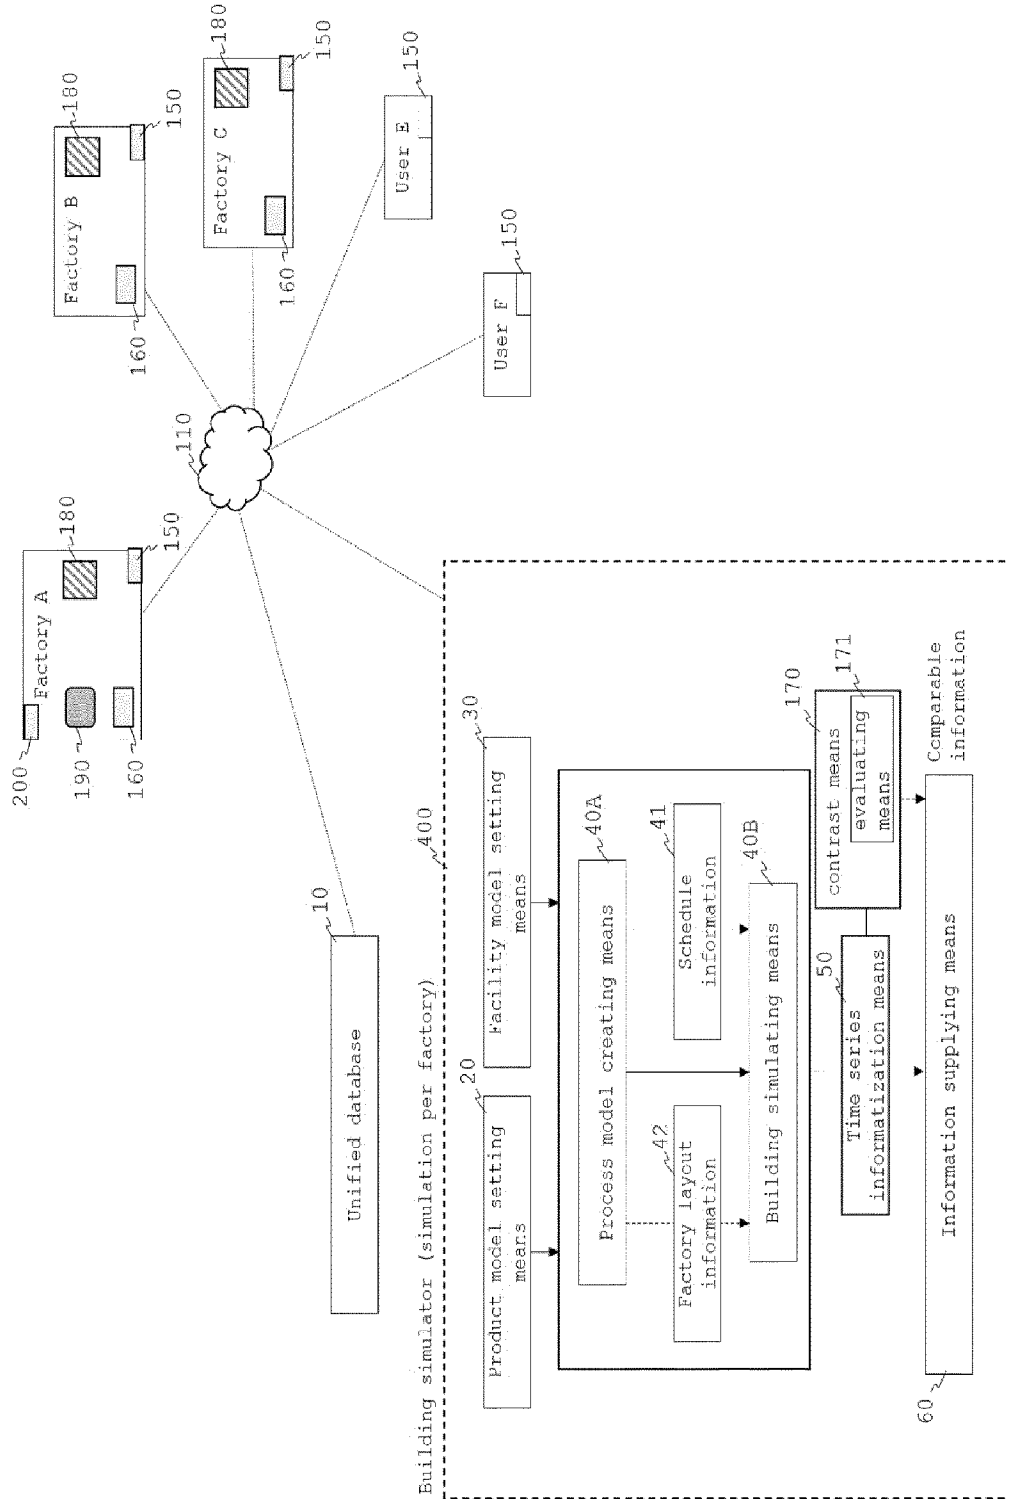 200
Factory A
180
190
160
150
Factory B
180
160
150
Factory C
180
160
150
110
User E
150
User F
150
10
Unified database
Building simulator (simulation per factory)
400
20
Product model setting
means
30
Facility model setting
means
40A
Process model creating means
42
Factory layout
information
41
Schedule
information
40B
Building simulating means
50
Time series
informatization means
170
contrast means
171
evaluating
means
60
Information supplying means
Comparable
information